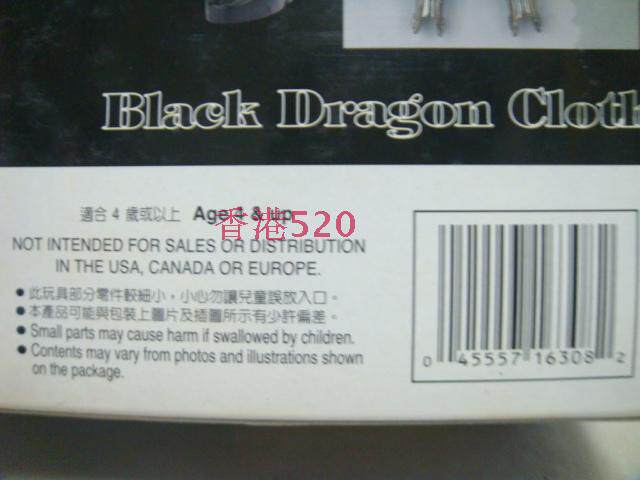 Black Dragon Cloth
適合 4 歲或以上 Age 4 & up
香港520
NOT INTENDED FOR SALES OR DISTRIBUTION
IN THE USA, CANADA OR EUROPE.
● 此玩具部分零件較細小，小心勿讓兒童誤放入口。
● 本產品可能與包裝上圖片及插圖所示有少許偏差。
● Small parts may cause harm if swallowed by children.
● Contents may vary from photos and illustrations shown
on the package.
0 45557 16308 2